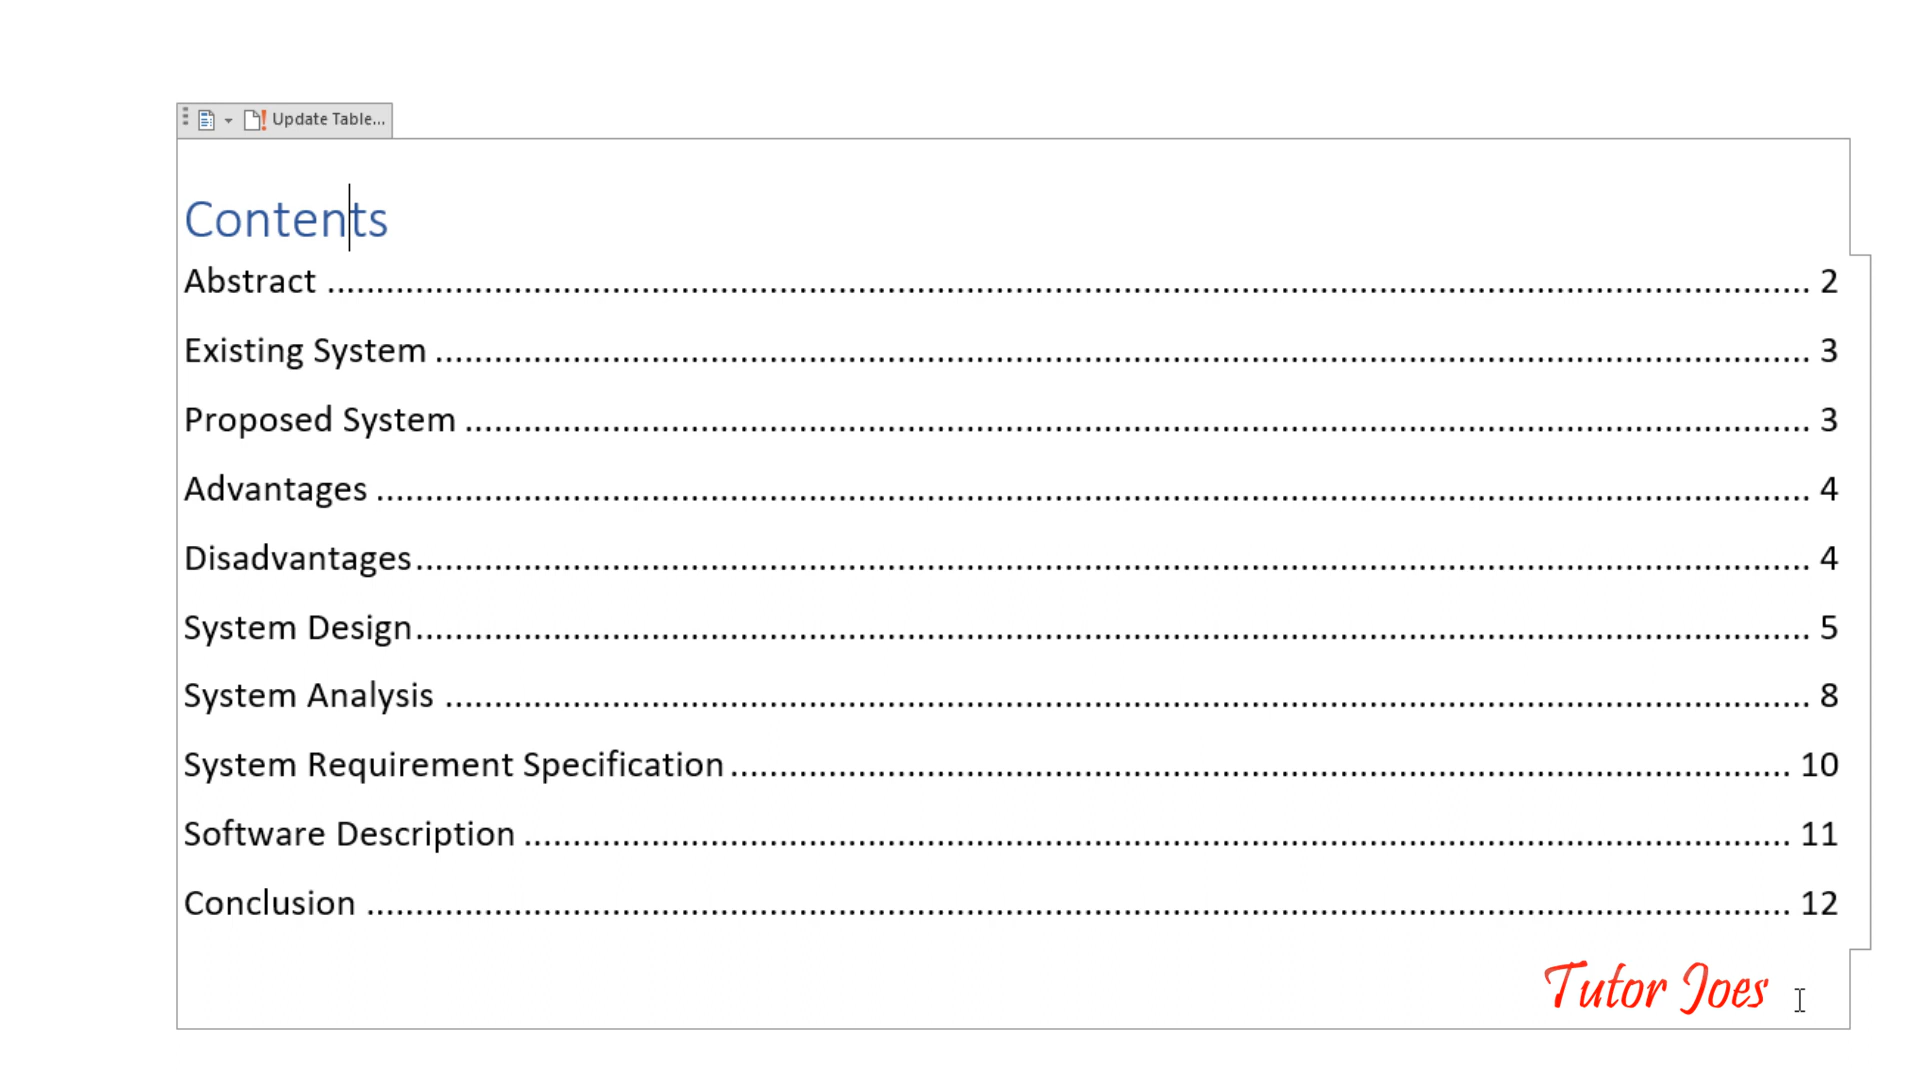 Update Table...
Contents
Abstract ........................................................ 2
Existing System ........................................................ 3
Proposed System ........................................................ 3
Advantages ........................................................ 4
Disadvantages ........................................................ 4
System Design ........................................................ 5
System Analysis ........................................................ 8
System Requirement Specification ........................................................ 10
Software Description ........................................................ 11
Conclusion ........................................................ 12
Tutor Joes